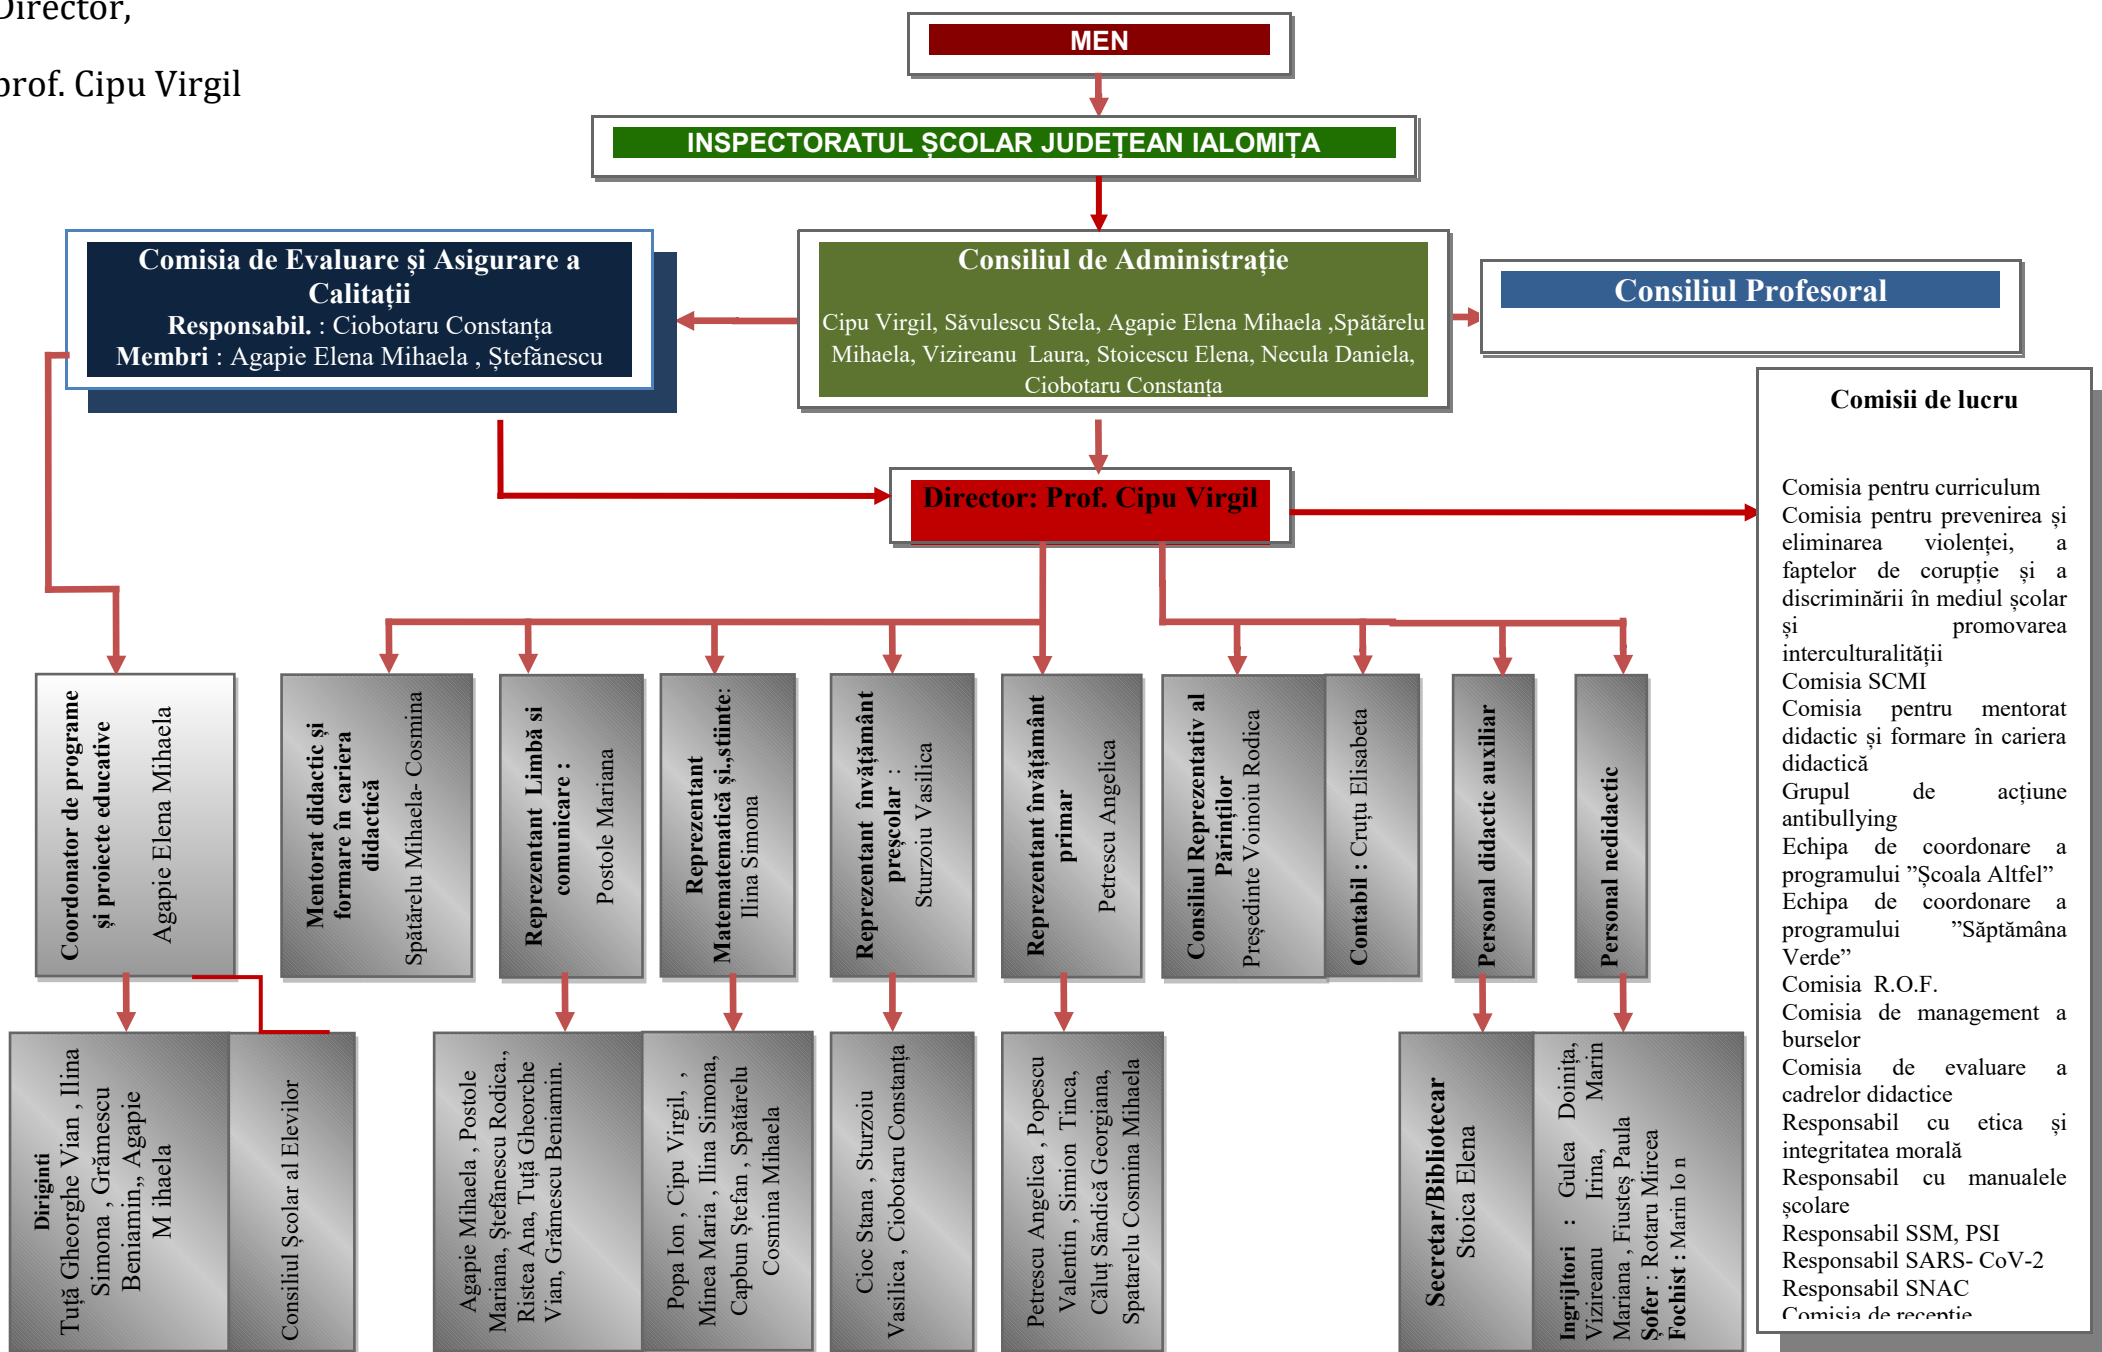 Director,
prof. Cipu Virgil
MEN
INSPECTORATUL ȘCOLAR JUDEȚEAN IALOMIȚA
Comisia de Evaluare și Asigurare a
Calitații
Responsabil. : Ciobotaru Constanța
Membri : Agapie Elena Mihaela , Ștefănescu
Consiliul de Administrație
Cipu Virgil, Săvulescu Stela, Agapie Elena Mihaela ,Spătărelu
Mihaela, Vizireanu Laura, Stoicescu Elena, Necula Daniela,
Ciobotaru Constanța
Consiliul Profesoral
Director: Prof. Cipu Virgil
Comisii de lucru
Comisia pentru curriculum
Comisia pentru prevenirea și
eliminarea violenței, a
faptelor de corupție și a
discriminării în mediul școlar
și promovarea
interculturalității
Comisia SCMI
Comisia pentru mentorat
didactic și formare în cariera
didactică
Grupul de acțiune
antibullying
Echipa de coordonare a
programului ”Școala Altfel”
Echipa de coordonare a
programului ”Săptămâna
Verde”
Comisia R.O.F.
Comisia de management a
burselor
Comisia de evaluare a
cadrelor didactice
Responsabil cu etica și
integritatea morală
Responsabil cu manualele
școlare
Responsabil SSM, PSI
Responsabil SARS- CoV-2
Responsabil SNAC
Comisia de recepție
Coordonator de programe
și proiecte educative
Agapie Elena Mihaela
Mentorat didactic și
formare în cariera
didactică
Spătărelu Mihaela- Cosmina
Reprezentant Limbă si
comunicare :
Postole Mariana
Reprezentant
Matematică și.,stiinte:
Ilina Simona
Reprezentant învățământ
preșcolar :
Sturzoiu Vasilica
Reprezentant învățământ
primar
Petrescu Angelica
Consiliul Reprezentativ al
Părinților
Președinte Voinoiu Rodica
Contabil : Cruțu Elisabeta
Personal didactic auxiliar
Personal nedidactic
Diriginti
Tuță Gheorghe Vian , Ilina
Simona , Grămescu
Beniamin,, Agapie
M ihaela
Consiliul Școlar al Elevilor
Agapie Mihaela , Postole
Mariana, Ștefănescu Rodica.,
Ristea Ana, Tuță Gheorche
Vian, Grămescu Beniamin.
Popa Ion , Cipu Virgil, ,
Minea Maria , Ilina Simona,
Capbun Ștefan , Spătărelu
Cosmina Mihaela
Cioc Stana , Sturzoiu
Vasilica , Ciobotaru Constanța
Petrescu Angelica , Popescu
Valentin , Simion Tinca,
Căluț Săndică Georgiana,
Spatarelu Cosmina Mihaela
Secretar/Bibliotecar
Stoica Elena
IngrijItori : Gulea Doinița,
Vizireanu Irina, Marin
Mariana , Fiusteș Paula
Șofer : Rotaru Mircea
Fochist : Marin Io n